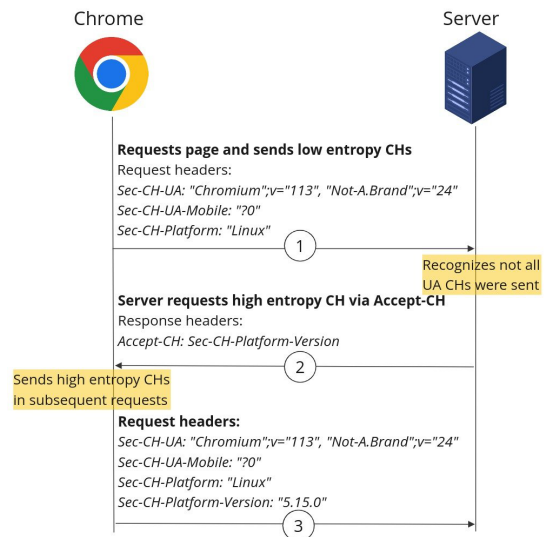 Chrome
Server
Requests page and sends low entropy CHs
Request headers:
Sec-CH-UA: "Chromium";v="113", "Not-A.Brand";v="24"
Sec-CH-UA-Mobile: "?0"
Sec-CH-Platform: "Linux"
1
Recognizes not all
UA CHs were sent
Server requests high entropy CH via Accept-CH
Response headers:
Accept-CH: Sec-CH-Platform-Version
2
Sends high entropy CHs
in subsequent requests
Request headers:
Sec-CH-UA: "Chromium";v="113", "Not-A.Brand";v="24"
Sec-CH-UA-Mobile: "?0"
Sec-CH-Platform: "Linux"
Sec-CH-Platform-Version: "5.15.0"
3